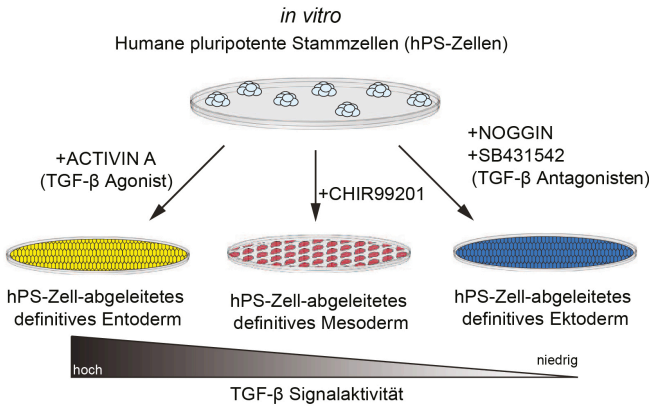 in vitro
Humane pluripotente Stammzellen (hPS-Zellen)
+ACTIVIN A
(TGF-β Agonist)
+CHIR99201
+NOGGIN
+SB431542
(TGF-β Antagonisten)
hPS-Zell-abgeleitetes
definitives Entoderm
hPS-Zell-abgeleitetes
definitives Mesoderm
hPS-Zell-abgeleitetes
definitives Ektoderm
hoch
niedrig
TGF-β Signalaktivität